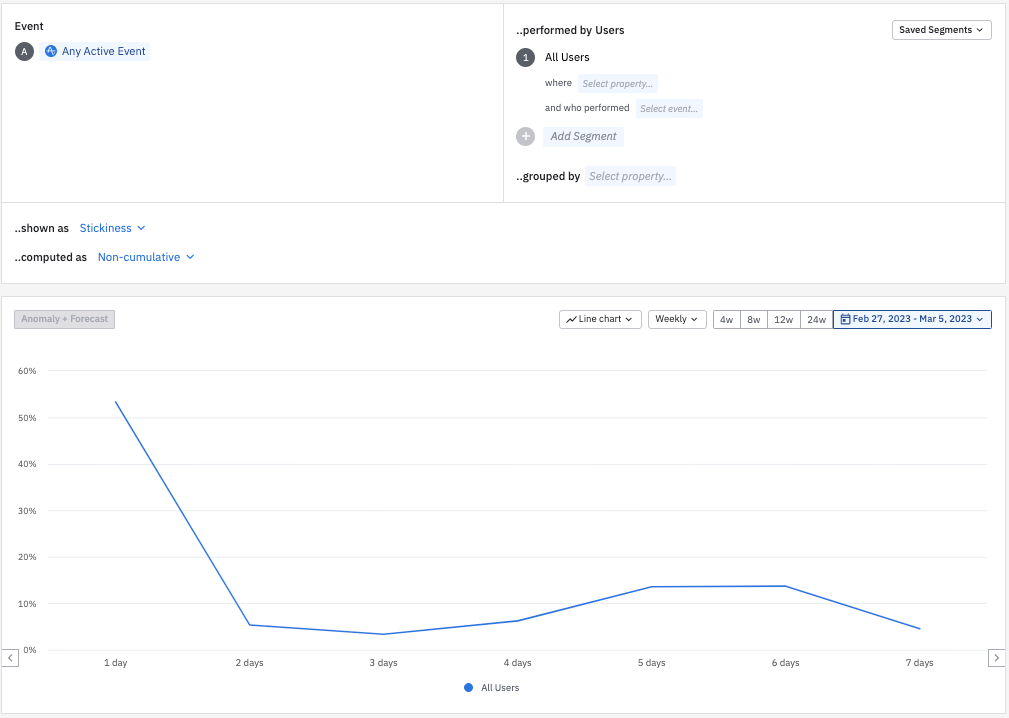 Event
A Any Active Event
..performed by Users
Saved Segments
1 All Users
where Select property...
and who performed Select event...
Add Segment
..grouped by Select property...
..shown as Stickiness
..computed as Non-cumulative
Anomaly + Forecast
Line chart
Weekly
4w 8w 12w 24w
Feb 27, 2023 - Mar 5, 2023
60%
50%
40%
30%
20%
10%
0%
1 day 2 days 3 days 4 days 5 days 6 days 7 days
All Users